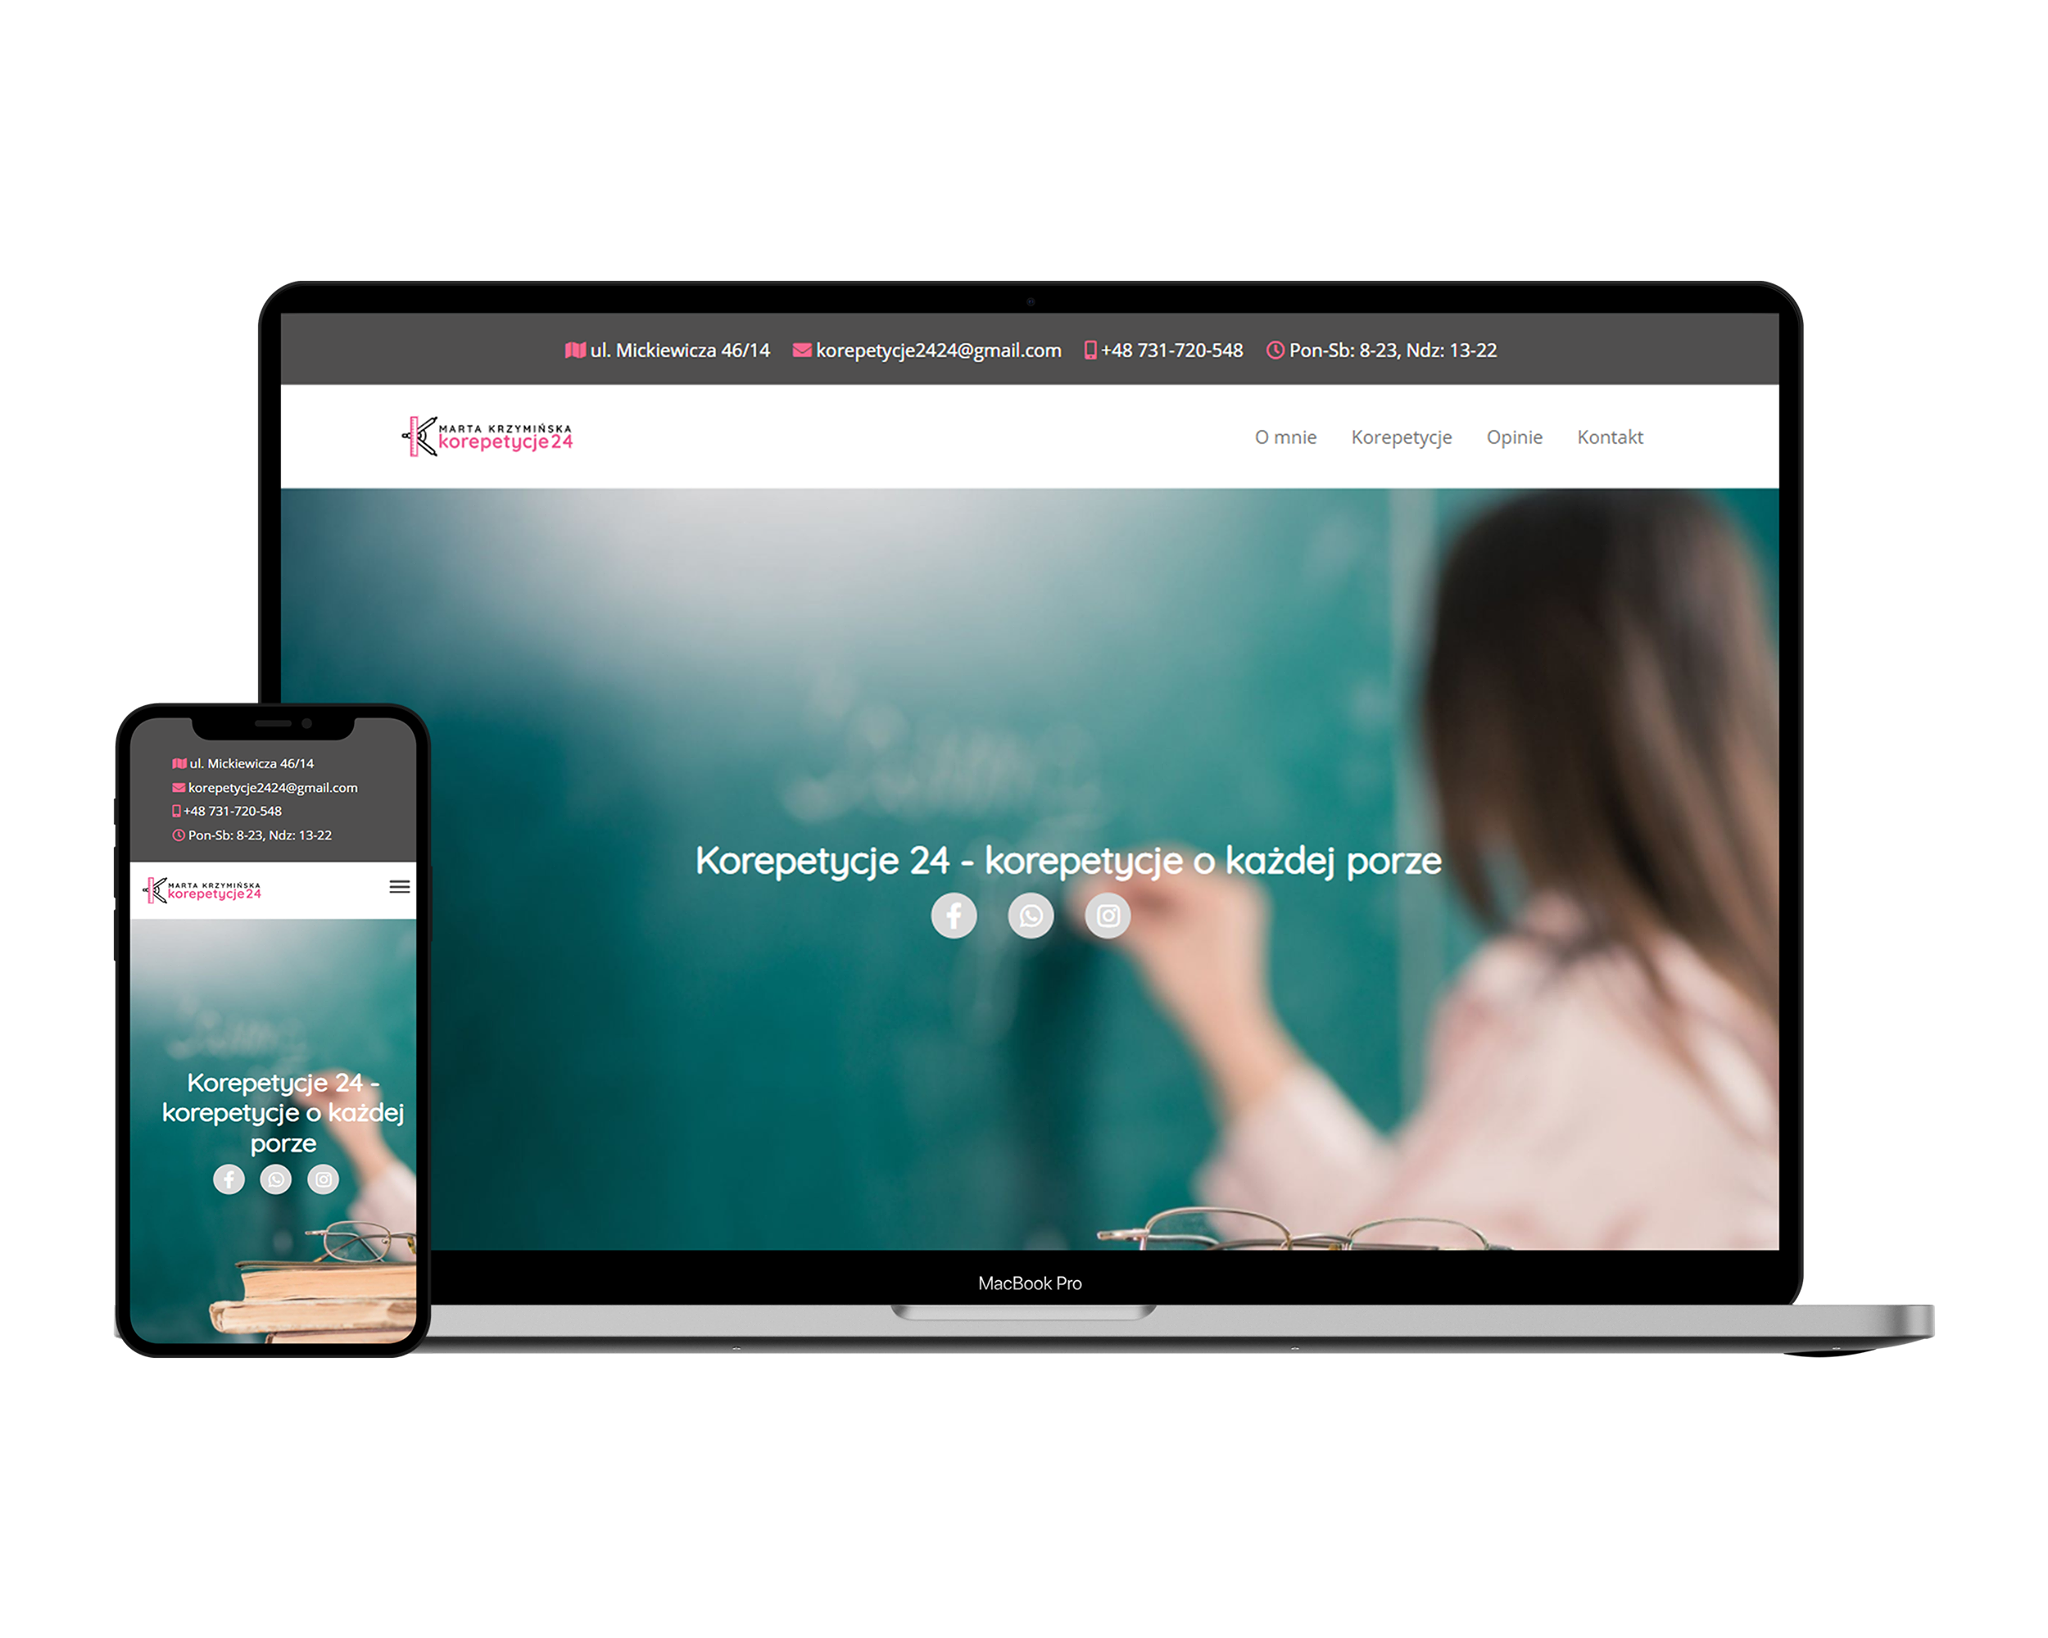 ul. Mickiewicza 46/14 korepetycje2424@gmail.com +48 731-720-548 Pon-Sb: 8-23, Ndz: 13-22
MARTA KRZYMIŃSKA
korepetycje24
O mnie Korepetycje Opinie Kontakt
Korepetycje 24 - korepetycje o każdej porze
MacBook Pro
ul. Mickiewicza 46/14
korepetycje2424@gmail.com
+48 731-720-548
Pon-Sb: 8-23, Ndz: 13-22
MARTA KRZYMIŃSKA
korepetycje24
Korepetycje 24 -
korepetycje o każdej
porze